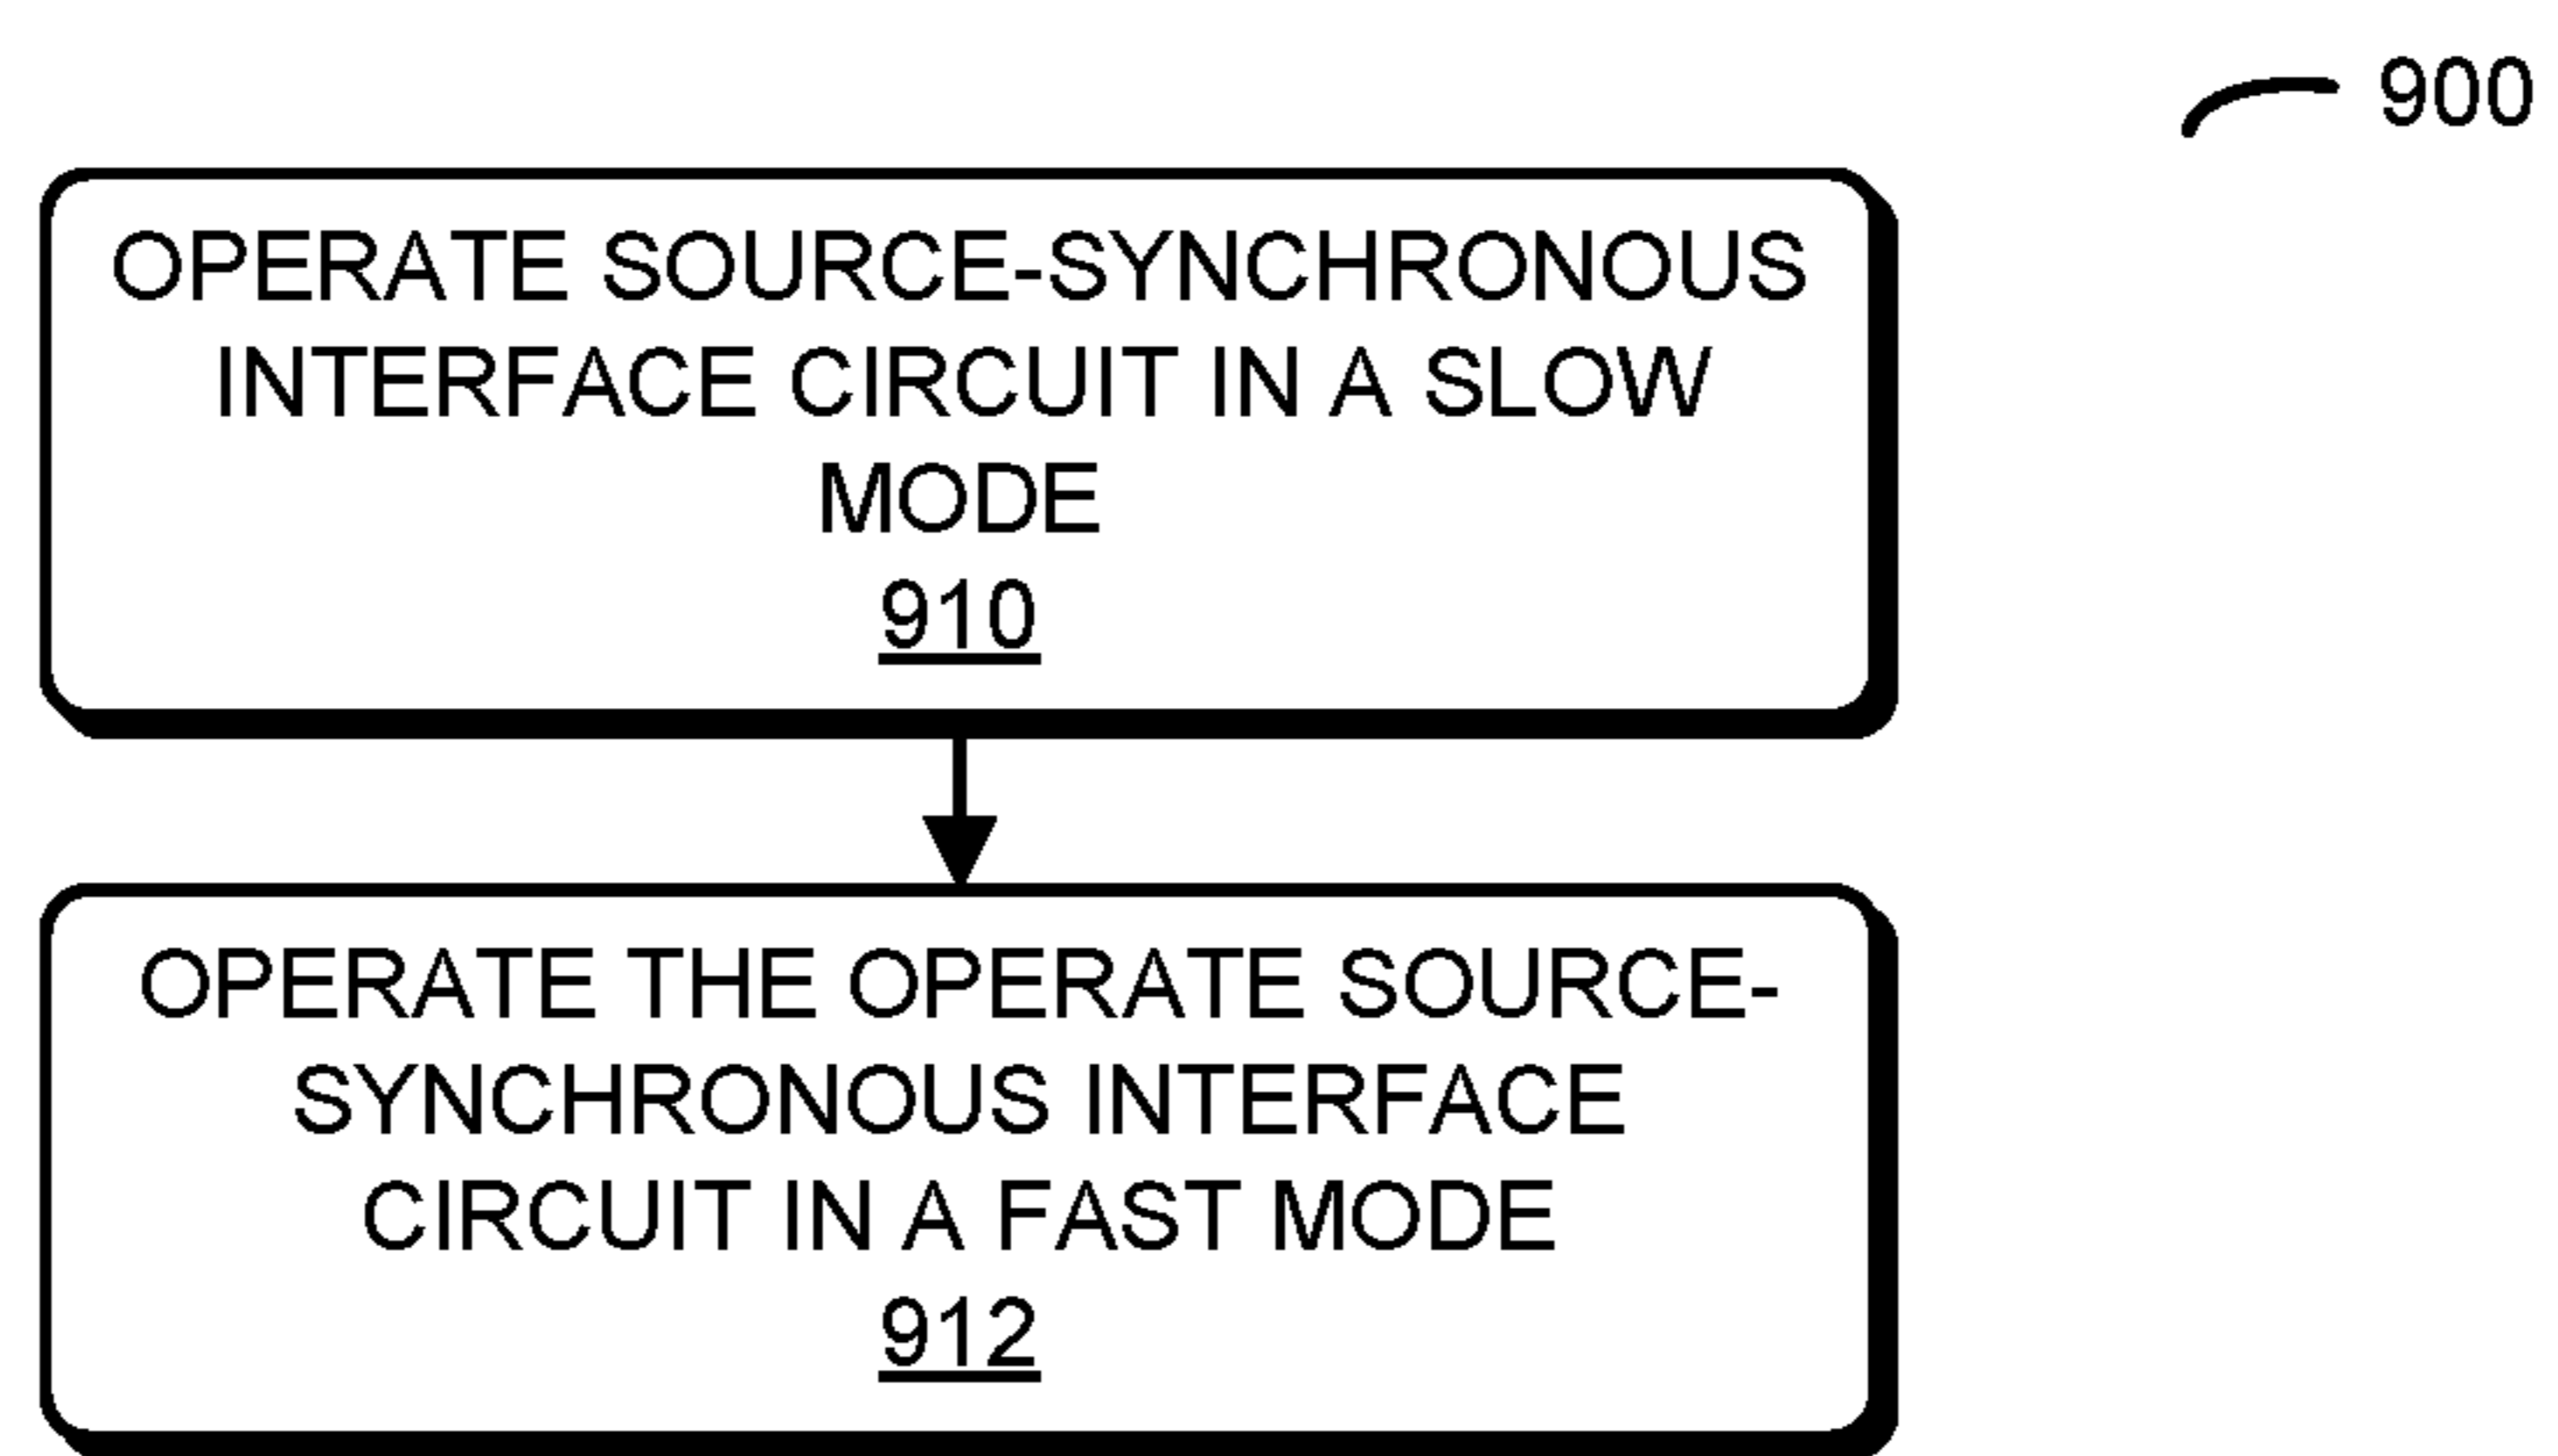 900
OPERATE SOURCE-SYNCHRONOUS
INTERFACE CIRCUIT IN A SLOW
MODE
910
OPERATE THE OPERATE SOURCE-
SYNCHRONOUS INTERFACE
CIRCUIT IN A FAST MODE
912